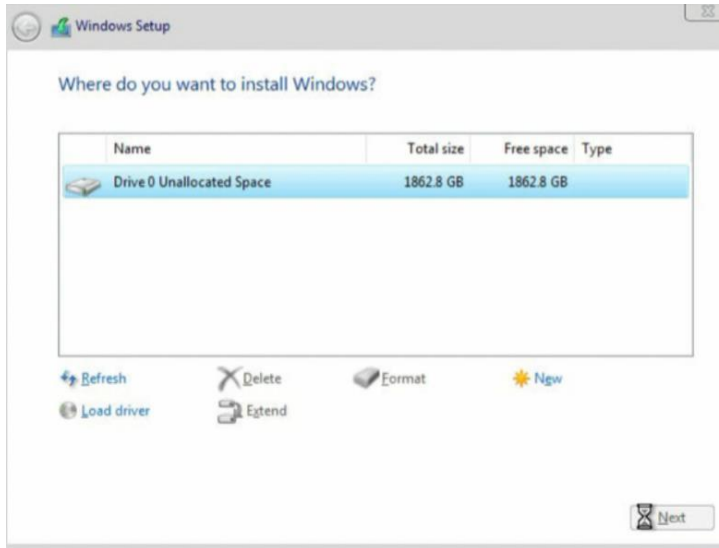 Windows Setup
Where do you want to install Windows?
Name Total size Free space Type
Drive 0 Unallocated Space 1862.8 GB 1862.8 GB
Refresh Delete Format New
Load driver Extend
Next